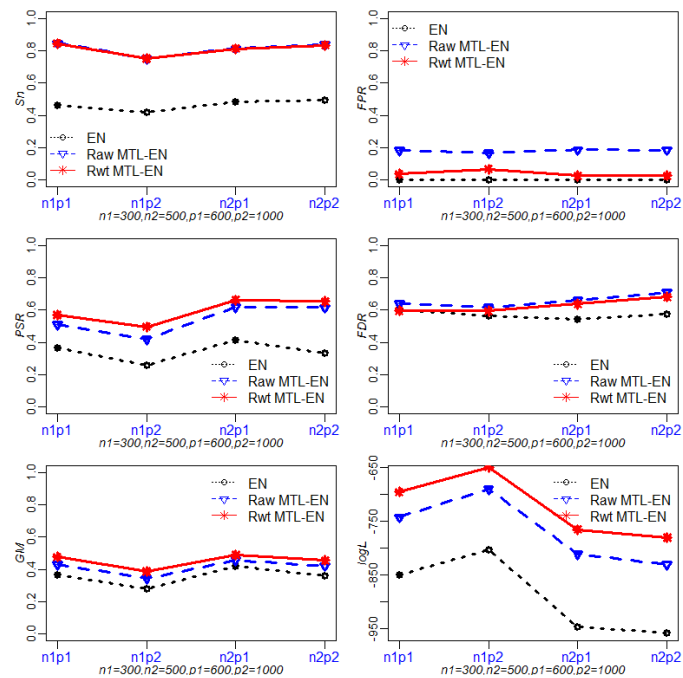 Sn
0.0 0.2 0.4 0.6 0.8 1.0
EN
Raw MTL-EN
Rwt MTL-EN
n1p1 n1p2 n2p1 n2p2
n1=300,n2=500,p1=600,p2=1000
FPR
0.0 0.2 0.4 0.6 0.8 1.0
EN
Raw MTL-EN
Rwt MTL-EN
n1p1 n1p2 n2p1 n2p2
n1=300,n2=500,p1=600,p2=1000
PSR
0.0 0.2 0.4 0.6 0.8 1.0
EN
Raw MTL-EN
Rwt MTL-EN
n1p1 n1p2 n2p1 n2p2
n1=300,n2=500,p1=600,p2=1000
FDR
0.0 0.2 0.4 0.6 0.8 1.0
EN
Raw MTL-EN
Rwt MTL-EN
n1p1 n1p2 n2p1 n2p2
n1=300,n2=500,p1=600,p2=1000
GM
0.0 0.2 0.4 0.6 0.8 1.0
EN
Raw MTL-EN
Rwt MTL-EN
n1p1 n1p2 n2p1 n2p2
n1=300,n2=500,p1=600,p2=1000
logL
-950 -850 -750 -650
EN
Raw MTL-EN
Rwt MTL-EN
n1p1 n1p2 n2p1 n2p2
n1=300,n2=500,p1=600,p2=1000